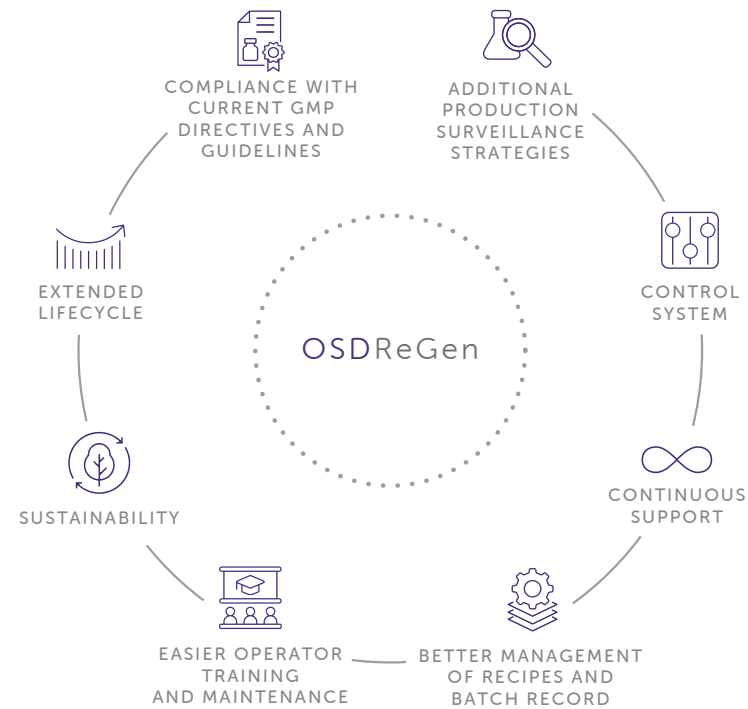 COMPLIANCE WITH
CURRENT GMP
DIRECTIVES AND
GUIDELINES
ADDITIONAL
PRODUCTION
SURVEILLANCE
STRATEGIES
EXTENDED
LIFECYCLE
CONTROL
SYSTEM
OSDReGen
SUSTAINABILITY
CONTINUOUS
SUPPORT
EASIER OPERATOR
TRAINING
AND MAINTENANCE
BETTER MANAGEMENT
OF RECIPES AND
BATCH RECORD